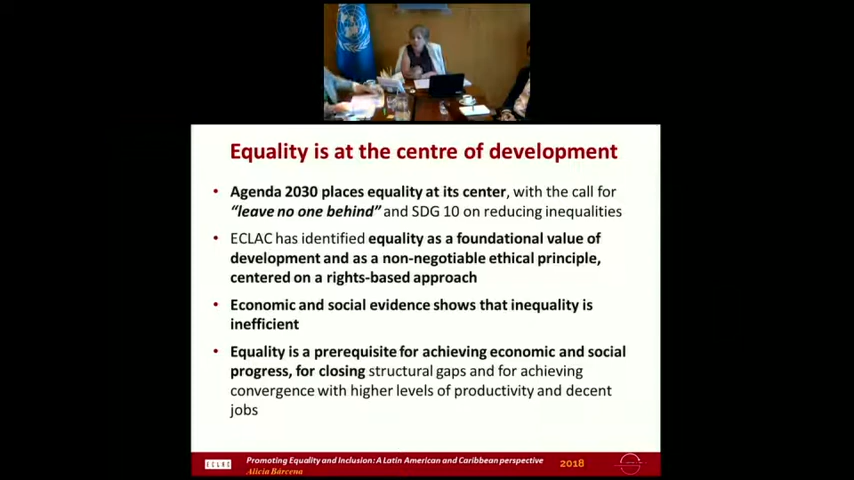 Equality is at the centre of development
• Agenda 2030 places equality at its center, with the call for
“leave no one behind” and SDG 10 on reducing inequalities
• ECLAC has identified equality as a foundational value of
development and as a non-negotiable ethical principle,
centered on a rights-based approach
• Economic and social evidence shows that inequality is
inefficient
• Equality is a prerequisite for achieving economic and social
progress, for closing structural gaps and for achieving
convergence with higher levels of productivity and decent
jobs
ECLAC
Promoting Equality and Inclusion: A Latin American and Caribbean perspective
2018
Alicia Bárcena